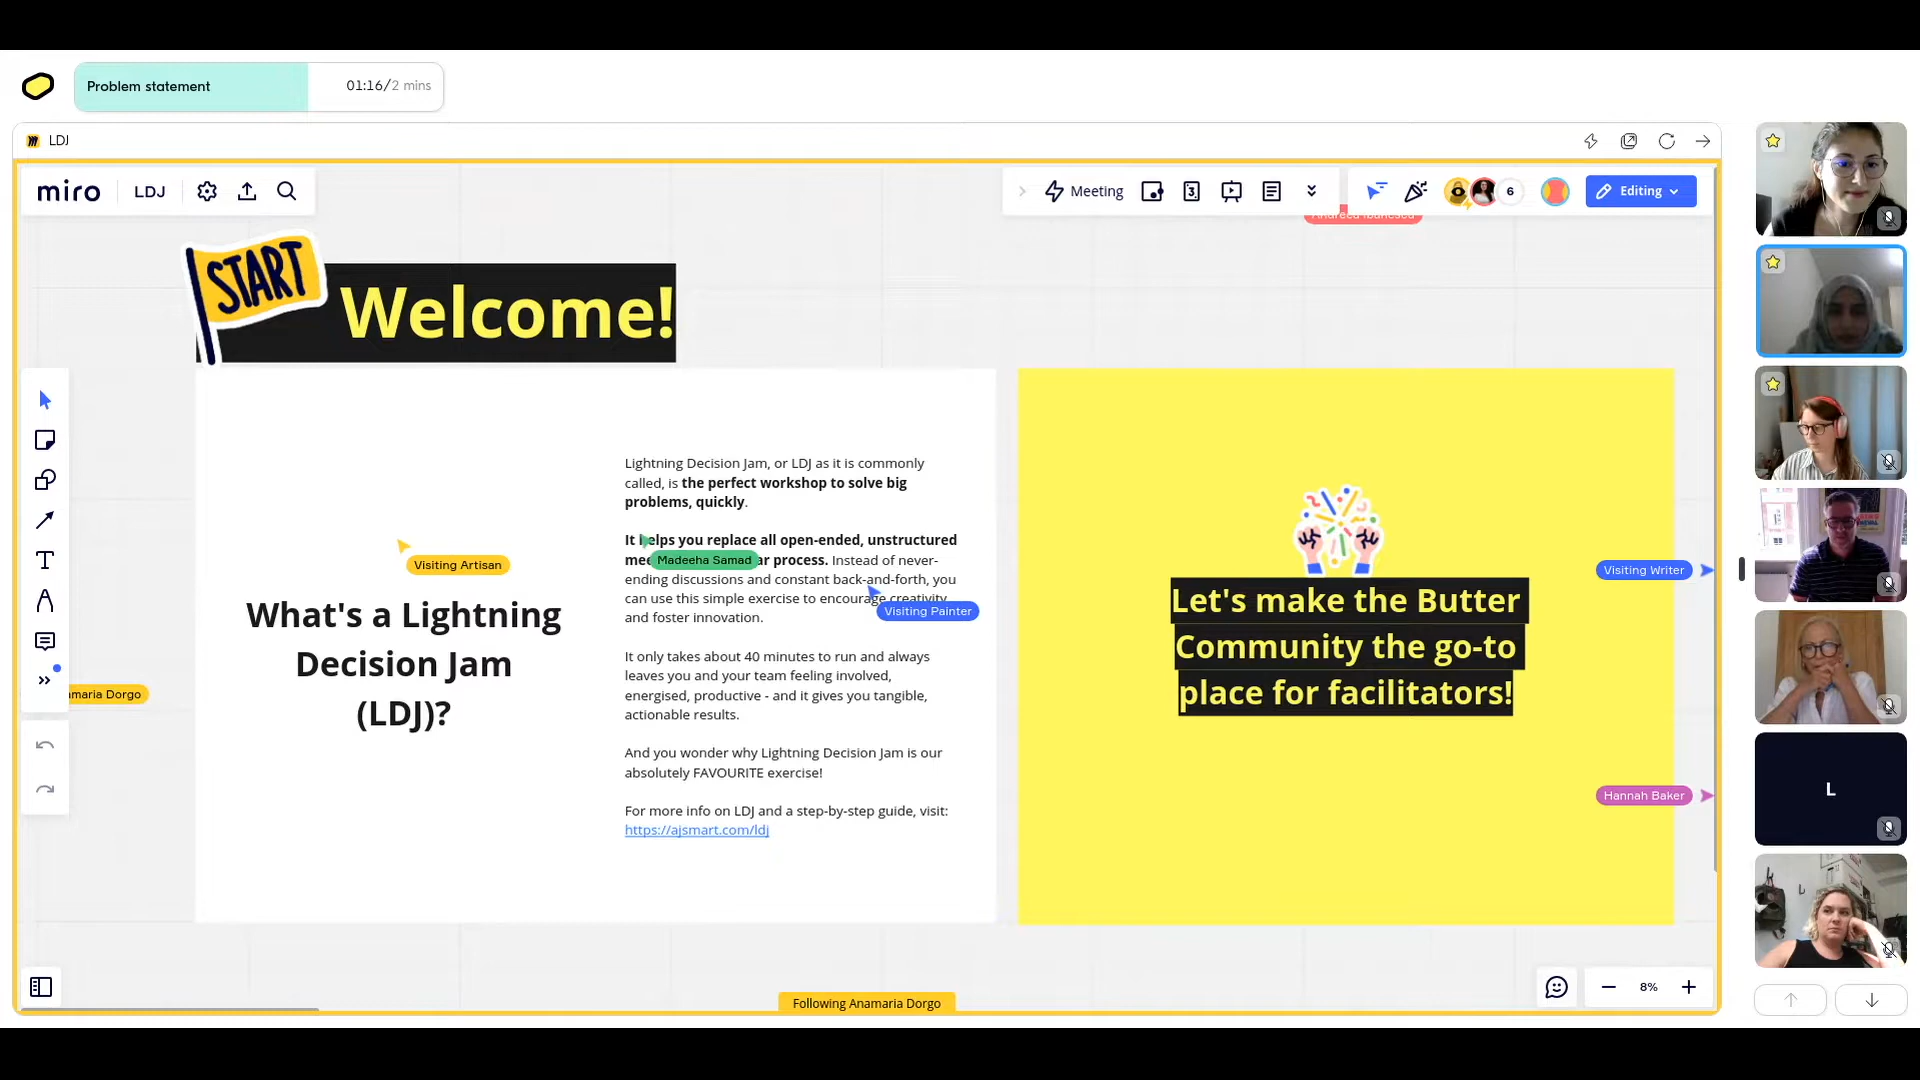 Problem statement
01:16/2 mins
LDJ
miro
LDJ
Meeting
3
6
Editing
START
Welcome!
What's a Lightning
Decision Jam
(LDJ)?
Visiting Artisan
Lightning Decision Jam, or LDJ as it is commonly
called, is the perfect workshop to solve big
problems, quickly.
It helps you replace all open-ended, unstructured
ar process. Instead of never-
Madeeha Samad
ending discussions and constant back-and-forth, you
can use this simple exercise to encourage creativity
and foster innovation.
Visiting Painter
It only takes about 40 minutes to run and always
leaves you and your team feeling involved,
energised, productive - and it gives you tangible,
actionable results.
And you wonder why Lightning Decision Jam is our
absolutely FAVOURITE exercise!
For more info on LDJ and a step-by-step guide, visit:
https://ajsmart.com/ldj
Let's make the Butter
Community the go-to
place for facilitators!
Visiting Writer
Hannah Baker
amaria Dorgo
Following Anamaria Dorgo
8%
L